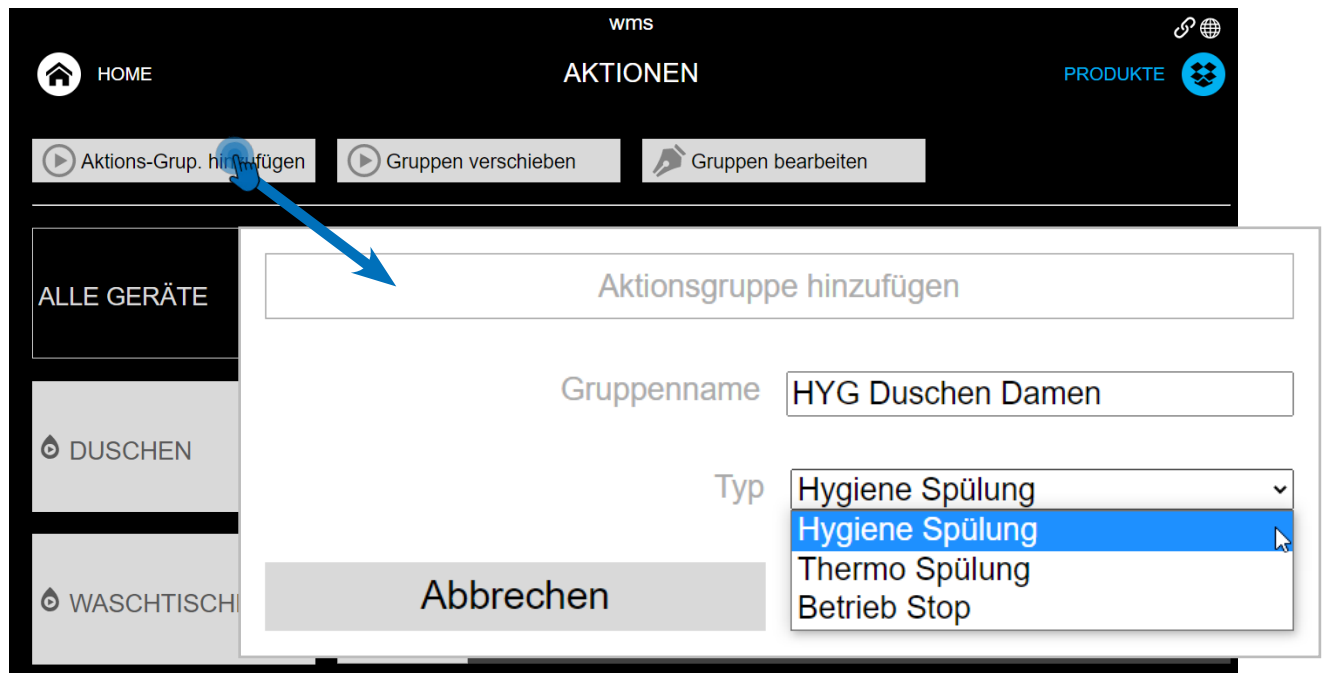 wms
HOME
AKTIONEN
PRODUKTE
Aktions-Grup. hinzufügen
Gruppen verschieben
Gruppen bearbeiten
ALLE GERÄTE
Aktionsgruppe hinzufügen
Gruppenname
HYG Duschen Damen
DUSCHEN
Typ
Hygiene Spülung
Hygiene Spülung
Thermo Spülung
Betrieb Stop
Abbrechen
WASCHTISCH